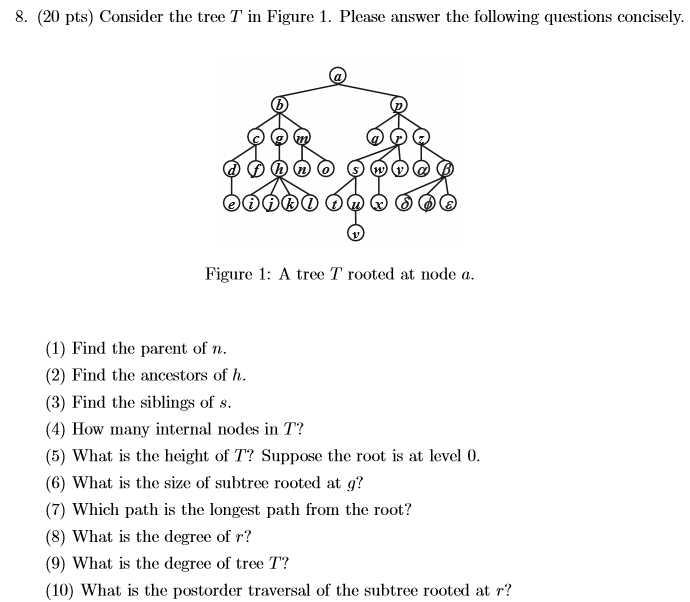 8. (20 pts) Consider the tree T in Figure 1. Please answer the following questions concisely.
a
b p
c g m q r z
d f h n o s w y α β
e i j k l t u x δ φ ε
v
Figure 1: A tree T rooted at node a.
(1) Find the parent of n.
(2) Find the ancestors of h.
(3) Find the siblings of s.
(4) How many internal nodes in T?
(5) What is the height of T? Suppose the root is at level 0.
(6) What is the size of subtree rooted at g?
(7) Which path is the longest path from the root?
(8) What is the degree of r?
(9) What is the degree of tree T?
(10) What is the postorder traversal of the subtree rooted at r?